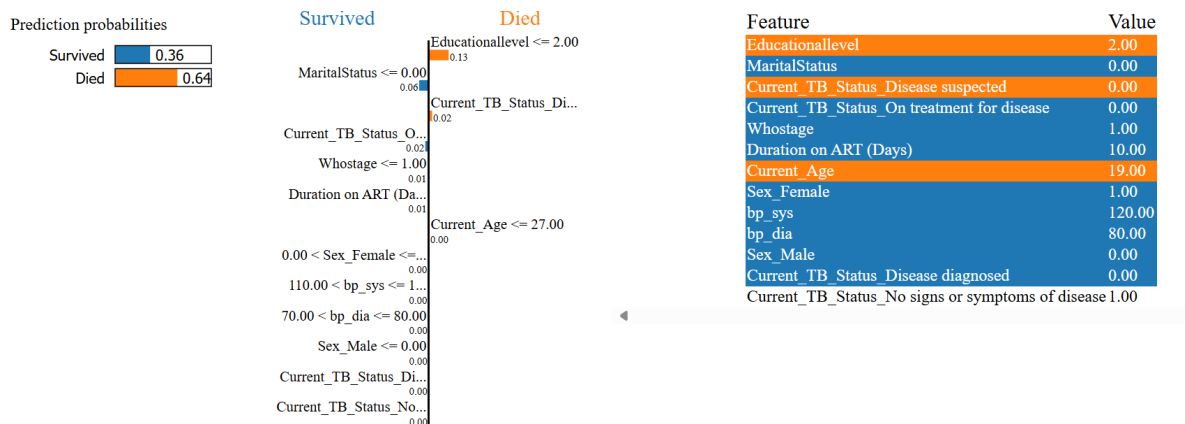 Prediction probabilities
Survived 0.36
Died 0.64
Survived Died
Educationallevel <= 2.00
0.13
MaritalStatus <= 0.00
0.06
Current_TB_Status_Di...
0.02
Current_TB_Status_O...
0.02
Whostage <= 1.00
0.01
Duration on ART (Da...
0.01
Current_Age <= 27.00
0.00
0.00 < Sex_Female <=...
0.00
110.00 < bp_sys <= 1...
0.00
70.00 < bp_dia <= 80.00
0.00
Sex_Male <= 0.00
0.00
Current_TB_Status_Di...
0.00
Current_TB_Status_No...
0.00
Feature Value
Educationallevel 2.00
MaritalStatus 0.00
Current_TB_Status_Disease suspected 0.00
Current_TB_Status_On treatment for disease 0.00
Whostage 1.00
Duration on ART (Days) 10.00
Current_Age 19.00
Sex_Female 1.00
bp_sys 120.00
bp_dia 80.00
Sex_Male 0.00
Current_TB_Status_Disease diagnosed 0.00
Current_TB_Status_No signs or symptoms of disease 1.00